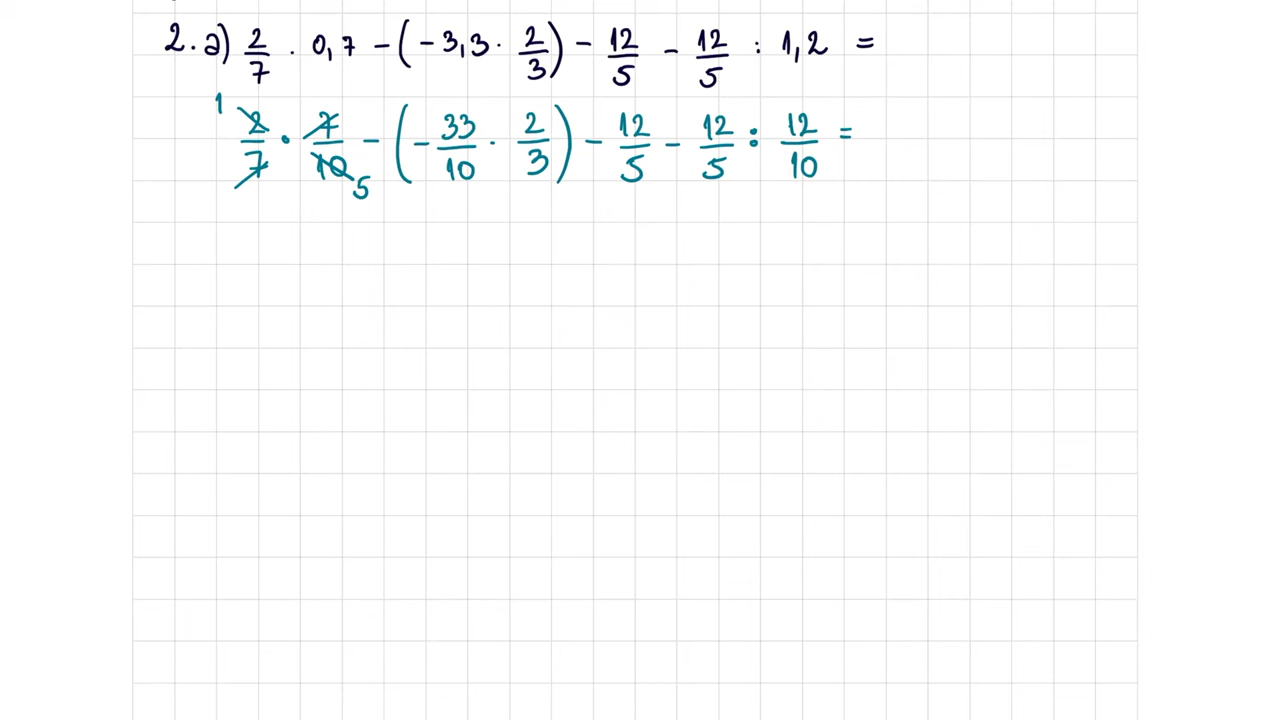 2. a) 2/7 · 0,7 − (−3,3 · 2/3) − 12/5 − 12/5 : 1,2 =
1 2/7 · 7/10 5 − (−33/10 · 2/3) − 12/5 − 12/5 : 12/10 =